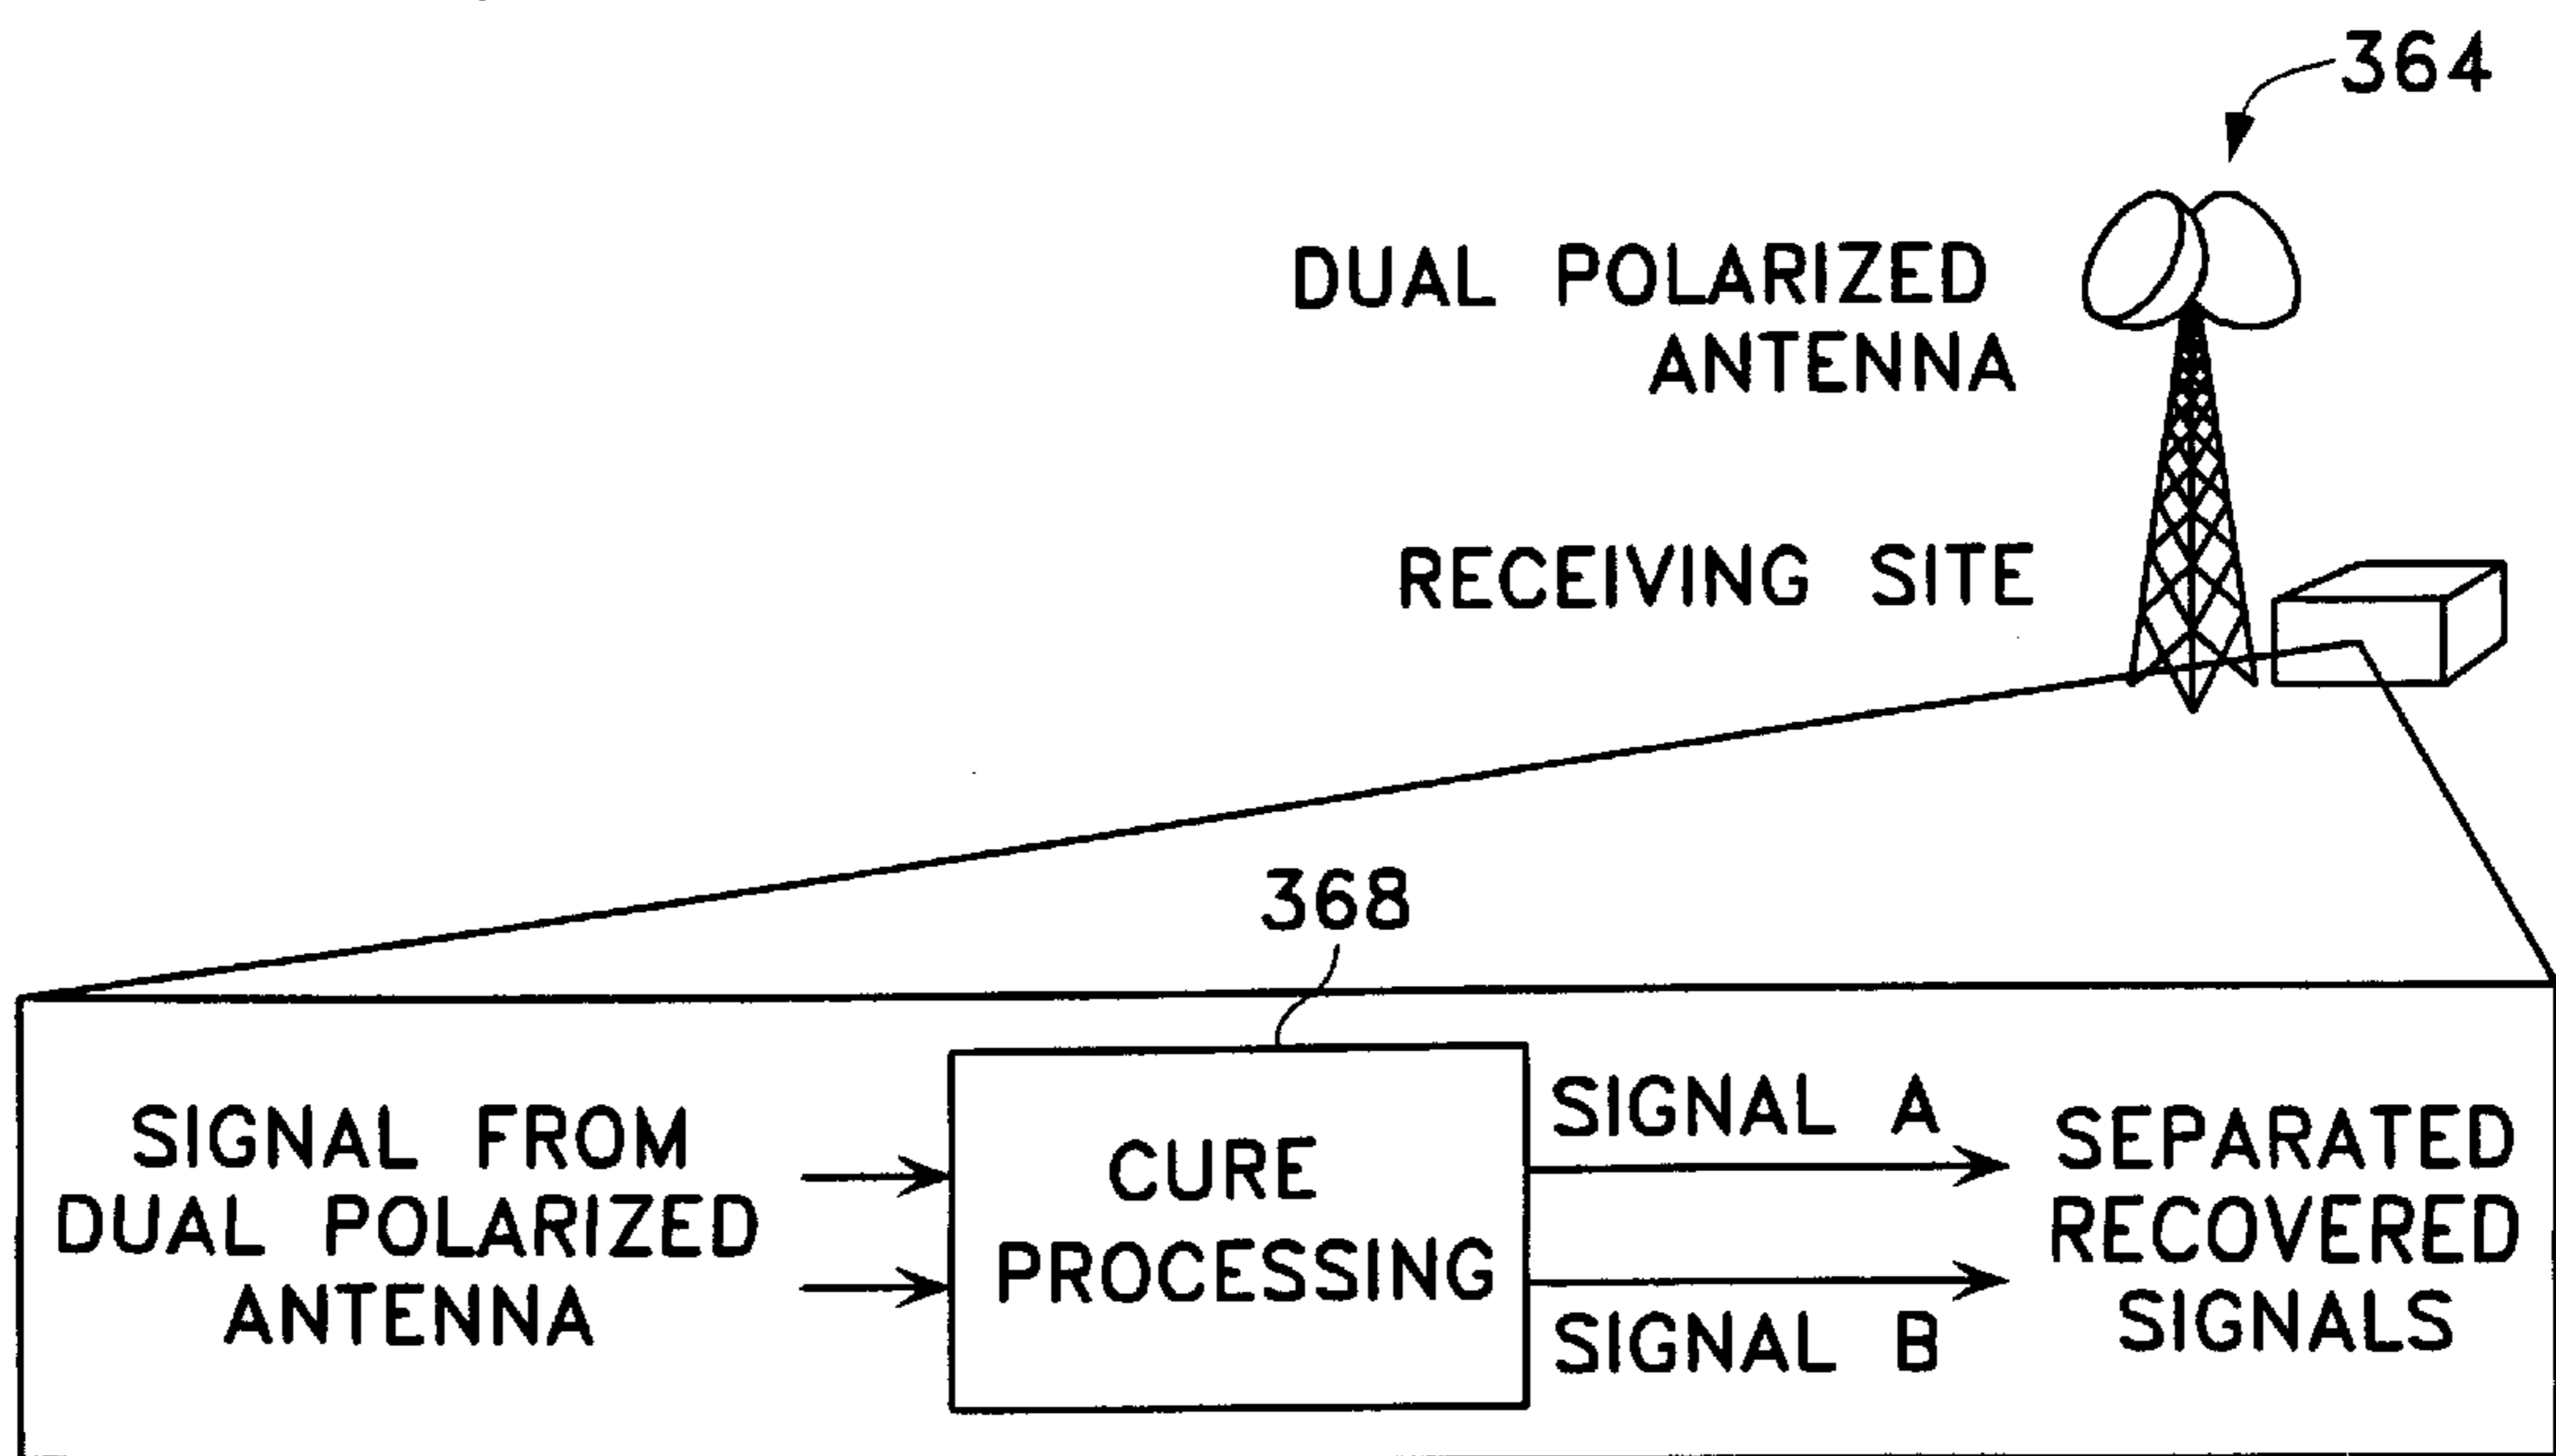 364
DUAL POLARIZED
ANTENNA
RECEIVING SITE
368
SIGNAL FROM
DUAL POLARIZED
ANTENNA
CURE
PROCESSING
SIGNAL A
SIGNAL B
SEPARATED
RECOVERED
SIGNALS